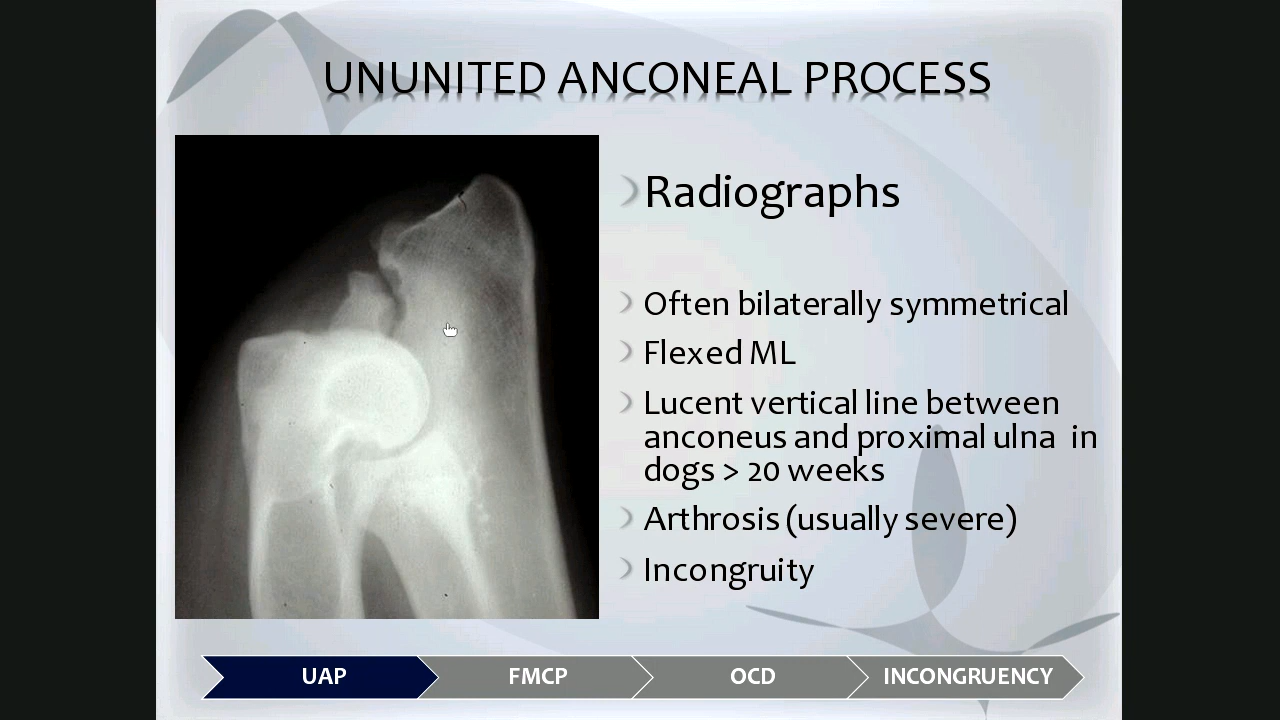 UNUNITED ANCONEAL PROCESS
Radiographs
Often bilaterally symmetrical
Flexed ML
Lucent vertical line between
anconeus and proximal ulna in
dogs > 20 weeks
Arthrosis (usually severe)
Incongruity
UAP FMCP OCD INCONGRUENCY